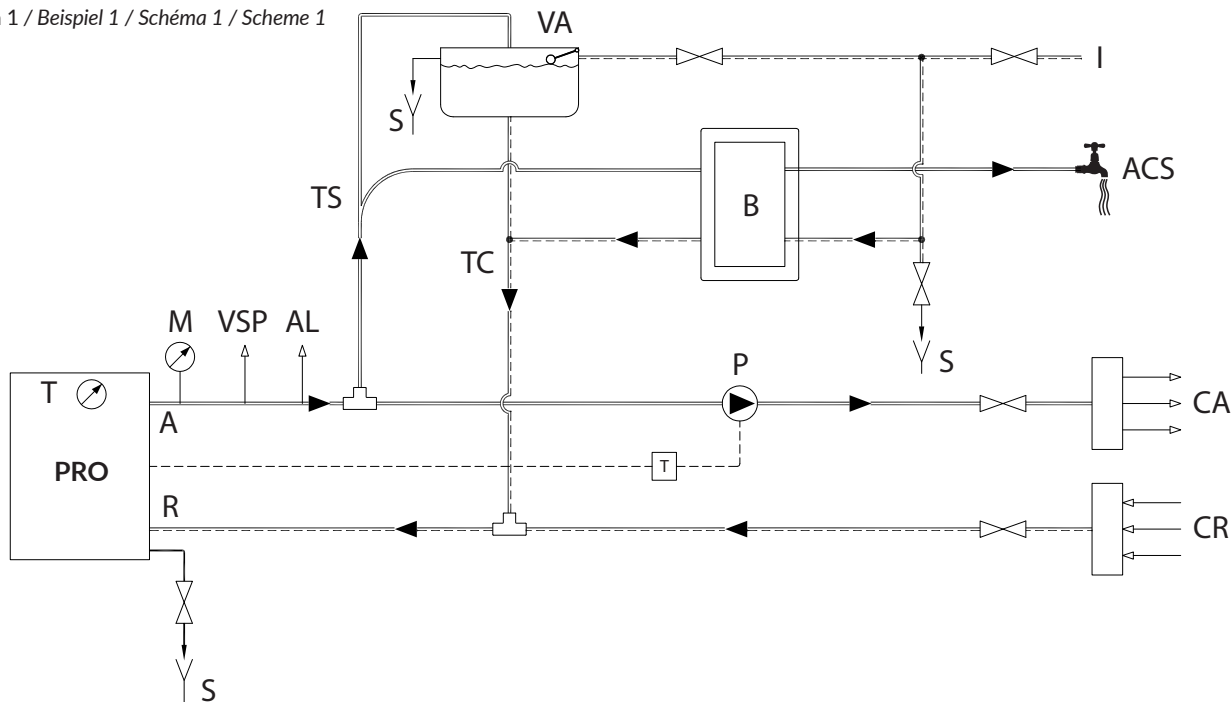 1 / Beispiel 1 / Schéma 1 / Scheme 1
VA
I
S
ACS
TS
B
TC
M VSP AL
S
P
T
A
CA
PRO
T
R
CR
S